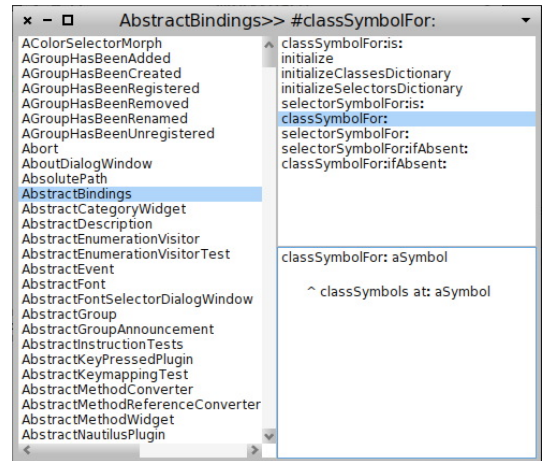 AbstractBindings>> #classSymbolFor:
AColorSelectorMorph
AGroupHasBeenAdded
AGroupHasBeenCreated
AGroupHasBeenRegistered
AGroupHasBeenRemoved
AGroupHasBeenRenamed
AGroupHasBeenUnregistered
Abort
AboutDialogWindow
AbsolutePath
AbstractBindings
AbstractCategoryWidget
AbstractDescription
AbstractEnumerationVisitor
AbstractEnumerationVisitorTest
AbstractEvent
AbstractFont
AbstractFontSelectorDialogWindow
AbstractGroup
AbstractGroupAnnouncement
AbstractInstructionTests
AbstractKeyPressedPlugin
AbstractKeymappingTest
AbstractMethodConverter
AbstractMethodReferenceConverter
AbstractMethodWidget
AbstractNautilusPlugin
classSymbolFor:is:
initialize
initializeClassesDictionary
initializeSelectorsDictionary
selectorSymbolFor:is:
classSymbolFor:
selectorSymbolFor:
selectorSymbolFor:ifAbsent:
classSymbolFor:ifAbsent:
classSymbolFor: aSymbol
^ classSymbols at: aSymbol